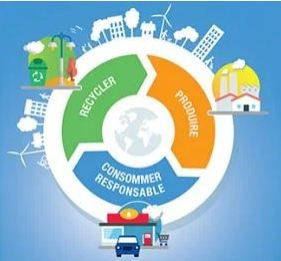 RECYCLER
PRODUIRE
CONSOMMER
RESPONSABLE